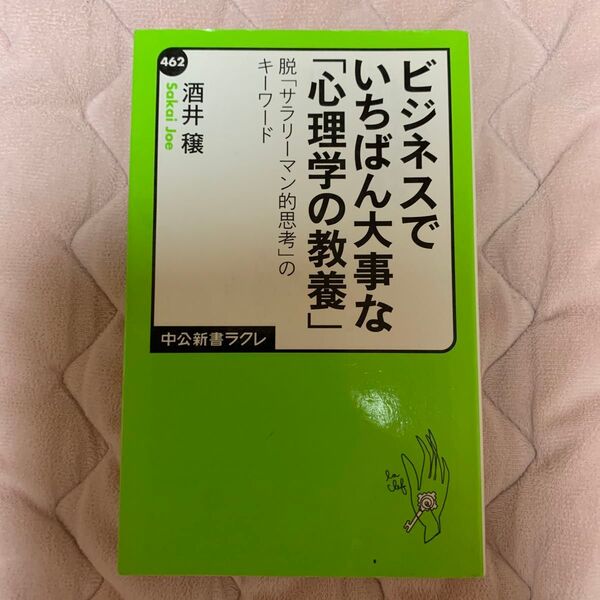 ビジネスで
いちばん大事な
「心理学の教養」
脱「サラリーマン的思考」の
キーワード
462
酒井 穣
Sakai Joe
中公新書ラクレ
la
clef